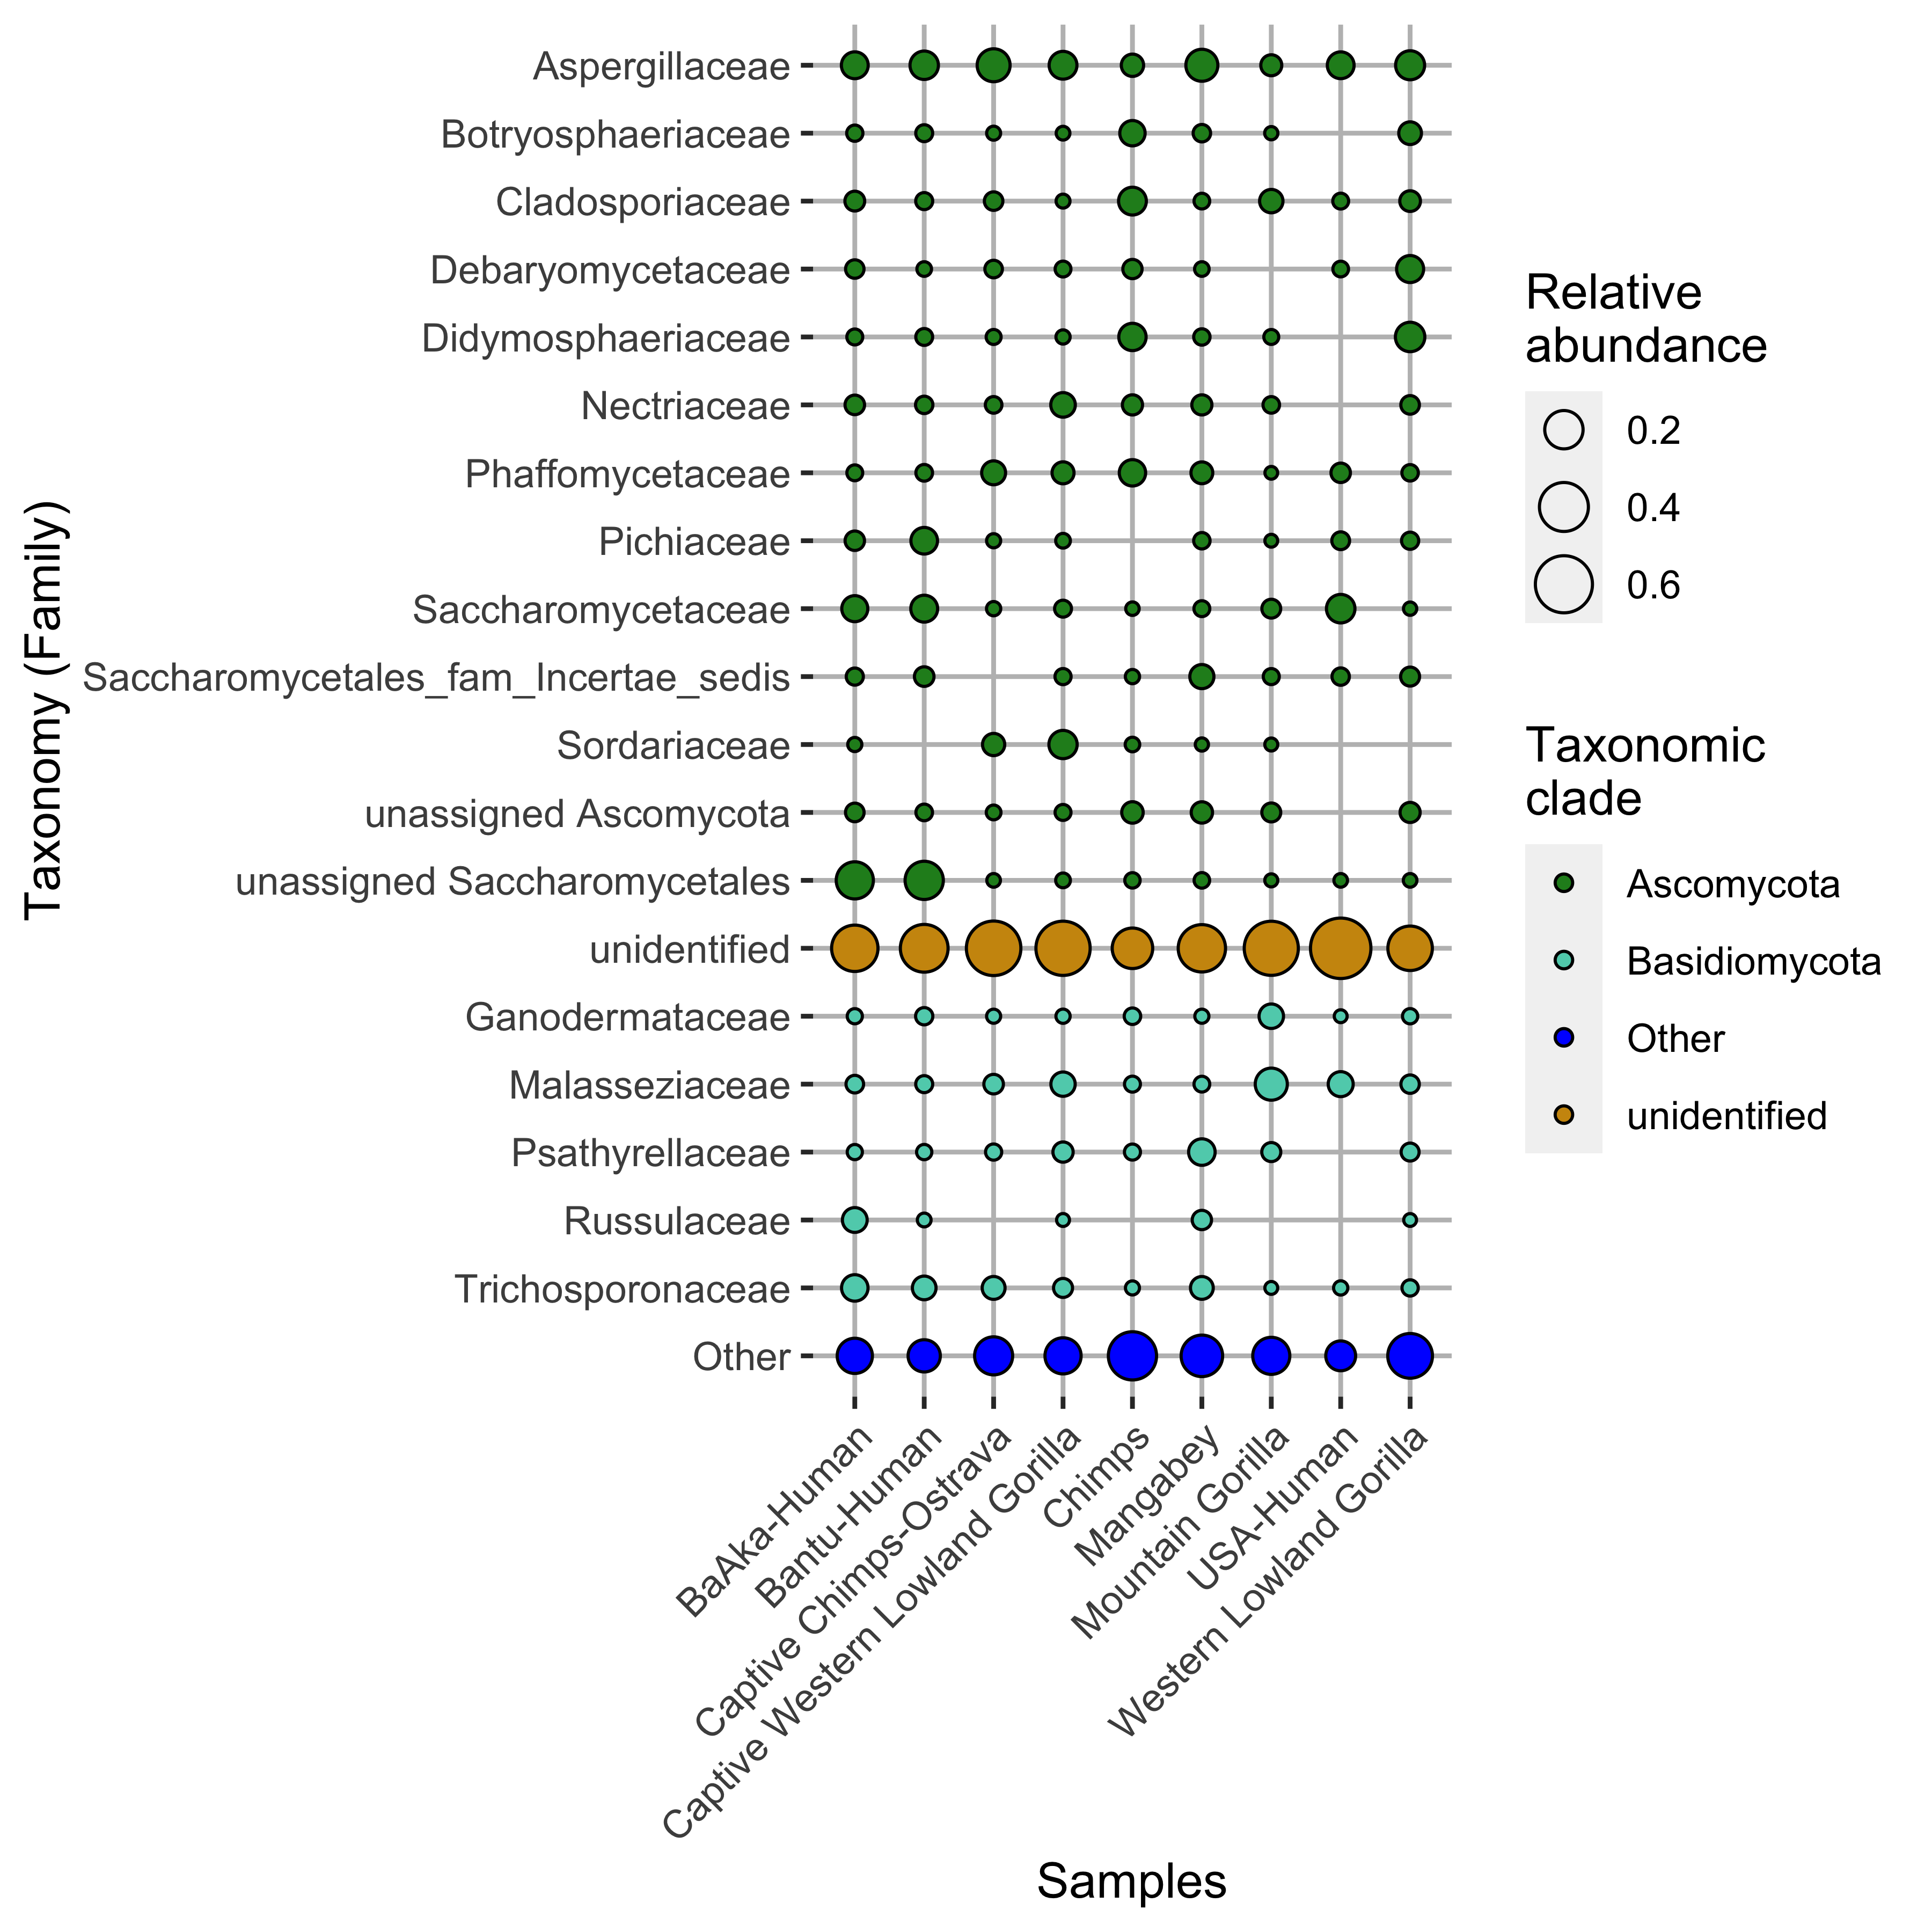 Aspergillaceae
Botryosphaeriaceae
Cladosporiaceae
Debaryomycetaceae
Didymosphaeriaceae
Nectriaceae
Phaffomycetaceae
Pichiaceae
Saccharomycetaceae
Saccharomycetales_fam_Incertae_sedis
Sordariaceae
unassigned Ascomycota
unassigned Saccharomycetales
unidentified
Ganodermataceae
Malasseziaceae
Psathyrellaceae
Russulaceae
Trichosporonaceae
Other
Taxonomy (Family)
BaAka-Human
Bantu-Human
Captive Chimps-Ostrava
Captive Western Lowland Gorilla
Chimps
Mangabey
Mountain Gorilla
USA-Human
Western Lowland Gorilla
Samples
Relative
abundance
0.2
0.4
0.6
Taxonomic
clade
Ascomycota
Basidiomycota
Other
unidentified